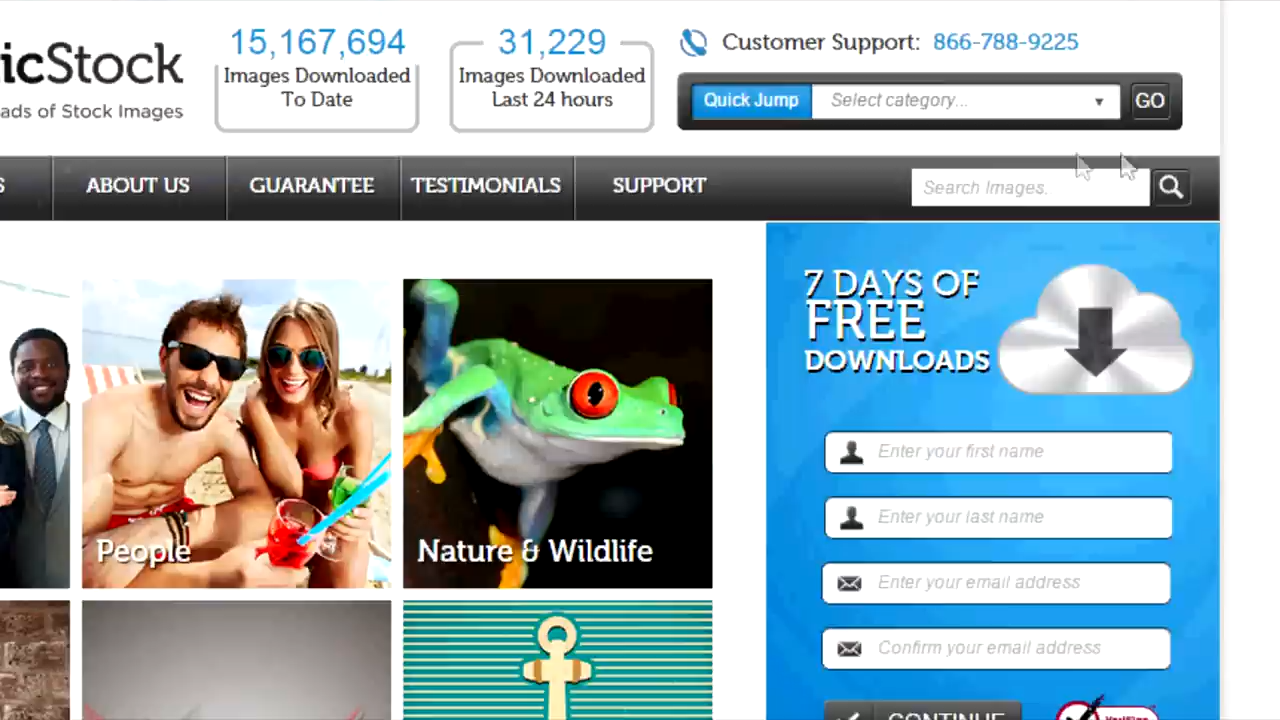 icStock
ads of Stock Images
15,167,694
Images Downloaded
To Date
31,229
Images Downloaded
Last 24 hours
Customer Support: 866-788-9225
Quick Jump
Select category...
GO
S
ABOUT US
GUARANTEE
TESTIMONIALS
SUPPORT
Search Images.
7 DAYS OF
FREE
DOWNLOADS
People
Nature & Wildlife
Enter your first name
Enter your last name
Enter your email address
Confirm your email address
CONTINUE
VeriSign